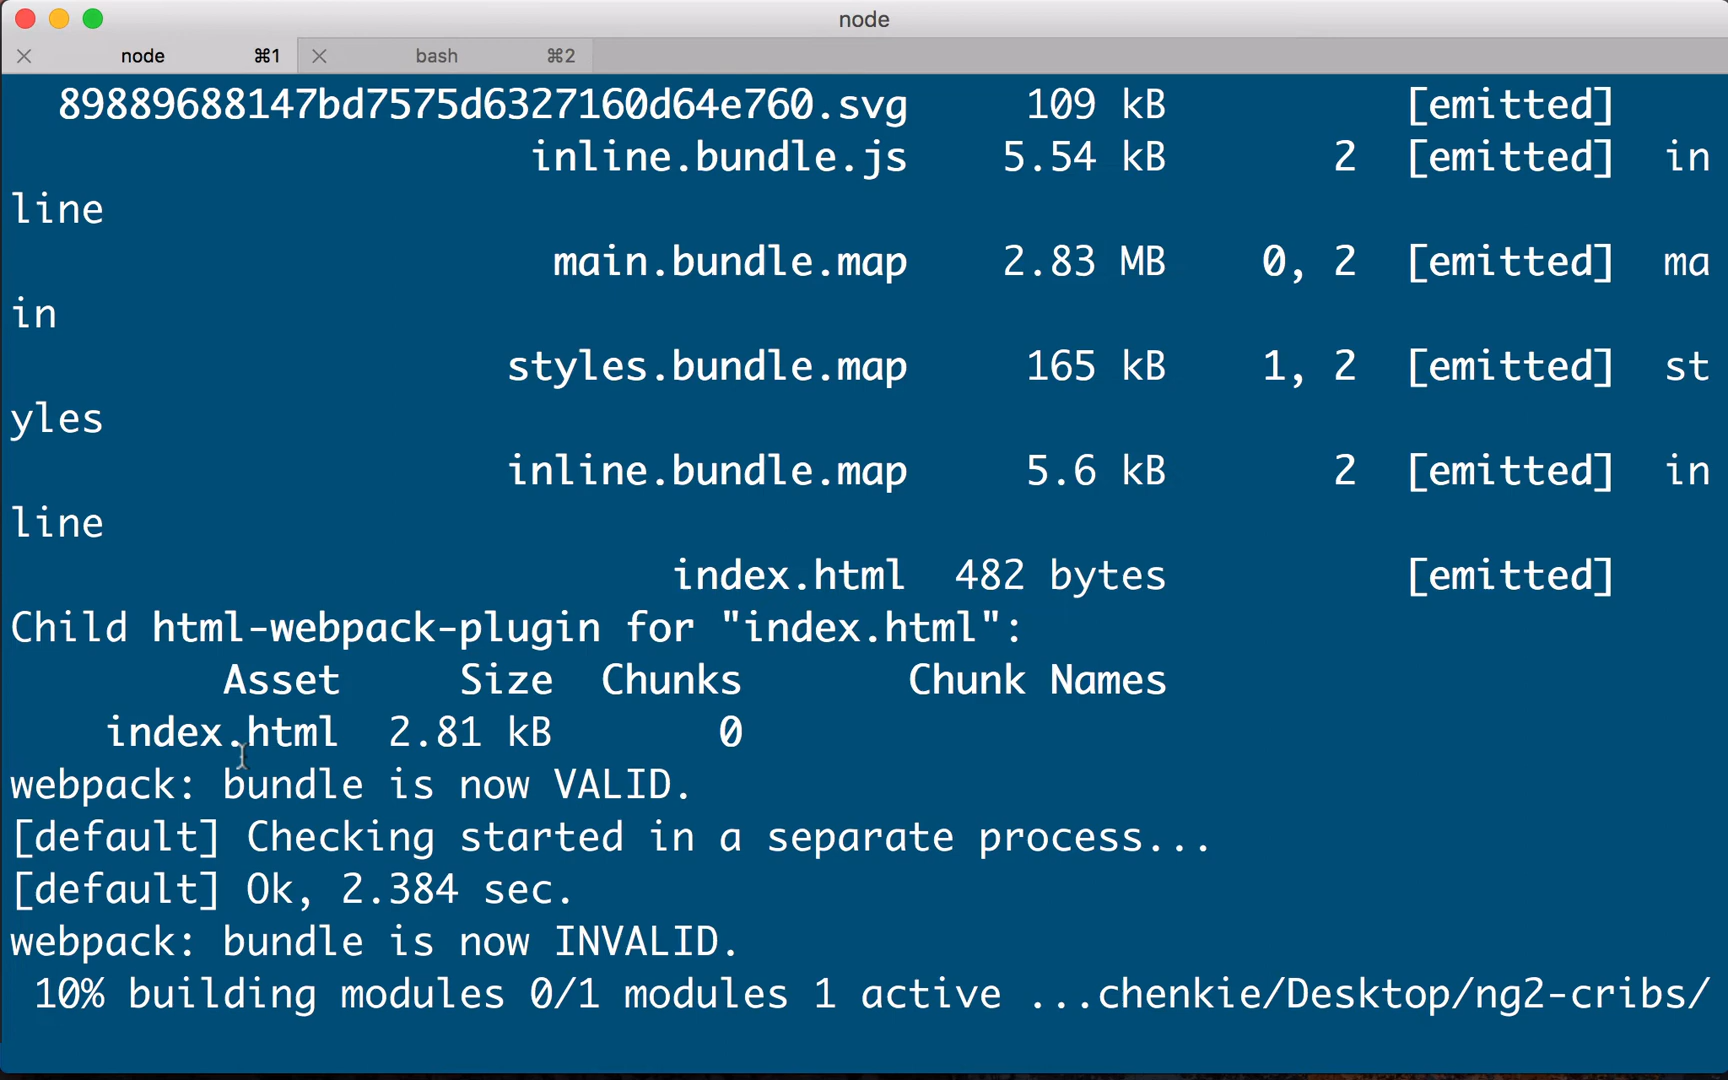 node
node ⌘1 bash ⌘2
89889688147bd7575d6327160d64e760.svg 109 kB [emitted]
inline.bundle.js 5.54 kB 2 [emitted] in
line
main.bundle.map 2.83 MB 0, 2 [emitted] ma
in
styles.bundle.map 165 kB 1, 2 [emitted] st
yles
inline.bundle.map 5.6 kB 2 [emitted] in
line
index.html 482 bytes [emitted]
Child html-webpack-plugin for "index.html":
Asset Size Chunks Chunk Names
index.html 2.81 kB 0
webpack: bundle is now VALID.
[default] Checking started in a separate process...
[default] Ok, 2.384 sec.
webpack: bundle is now INVALID.
10% building modules 0/1 modules 1 active ...chenkie/Desktop/ng2-cribs/